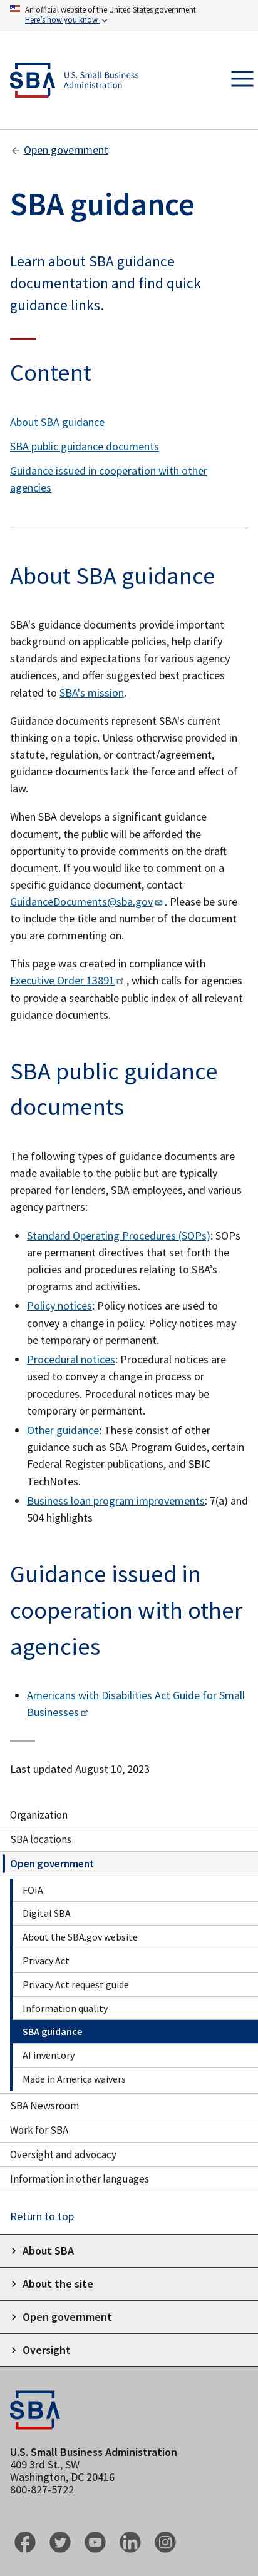 An official website of the United States government
Here's how you know
SBA
U.S. Small Business
Administration
Open government
SBA guidance
Learn about SBA guidance
documentation and find quick
guidance links.
Content
About SBA guidance
SBA public guidance documents
Guidance issued in cooperation with other
agencies
About SBA guidance
SBA's guidance documents provide important
background on applicable policies, help clarify
standards and expectations for various agency
audiences, and offer suggested best practices
related to SBA's mission.
Guidance documents represent SBA's current
thinking on a topic. Unless otherwise provided in
statute, regulation, or contract/agreement,
guidance documents lack the force and effect of
law.
When SBA develops a significant guidance
document, the public will be afforded the
opportunity to provide comments on the draft
document. If you would like to comment on a
specific guidance document, contact
GuidanceDocuments@sba.gov . Please be sure
to include the title and number of the document
you are commenting on.
This page was created in compliance with
Executive Order 13891 , which calls for agencies
to provide a searchable public index of all relevant
guidance documents.
SBA public guidance
documents
The following types of guidance documents are
made available to the public but are typically
prepared for lenders, SBA employees, and various
agency partners:
• Standard Operating Procedures (SOPs): SOPs
are permanent directives that set forth the
policies and procedures relating to SBA's
programs and activities.
• Policy notices: Policy notices are used to
convey a change in policy. Policy notices may
be temporary or permanent.
• Procedural notices: Procedural notices are
used to convey a change in process or
procedures. Procedural notices may be
temporary or permanent.
• Other guidance: These consist of other
guidance such as SBA Program Guides, certain
Federal Register publications, and SBIC
TechNotes.
• Business loan program improvements: 7(a) and
504 highlights
Guidance issued in
cooperation with other
agencies
• Americans with Disabilities Act Guide for Small
Businesses
Last updated August 10, 2023
Organization
SBA locations
Open government
FOIA
Digital SBA
About the SBA.gov website
Privacy Act
Privacy Act request guide
Information quality
SBA guidance
AI inventory
Made in America waivers
SBA Newsroom
Work for SBA
Oversight and advocacy
Information in other languages
Return to top
About SBA
About the site
Open government
Oversight
SBA
U.S. Small Business Administration
409 3rd St., SW
Washington, DC 20416
800-827-5722